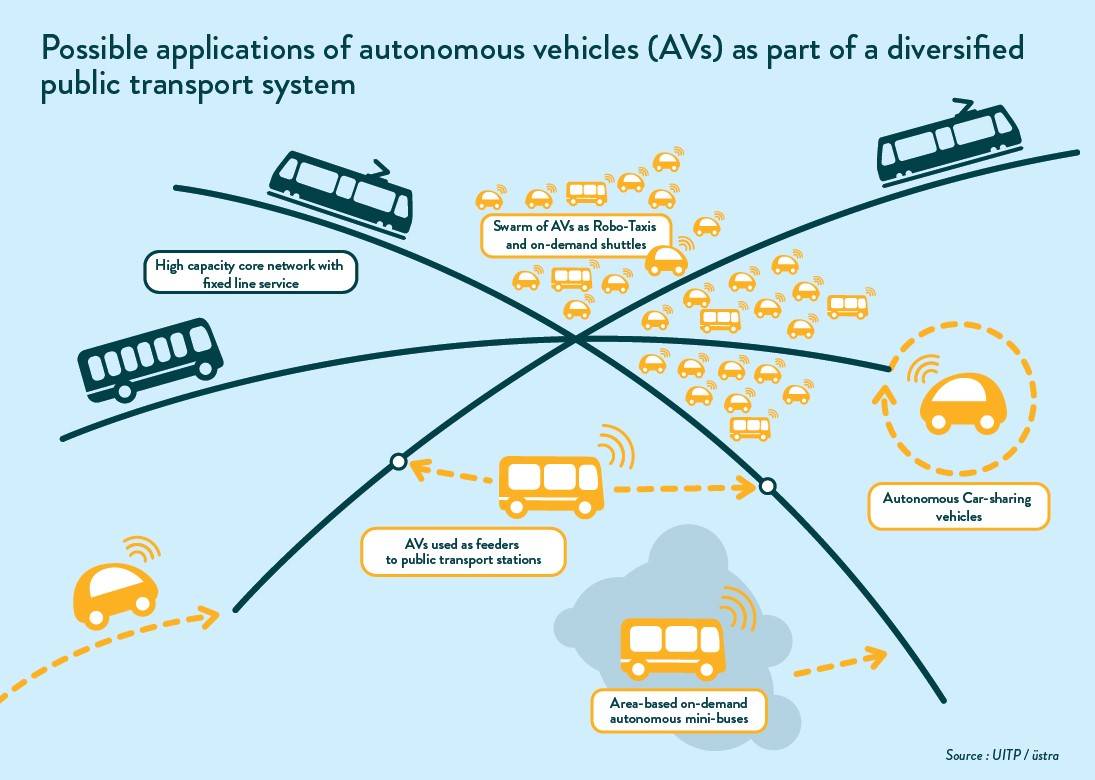 Possible applications of autonomous vehicles (AVs) as part of a diversified
public transport system
Swarm of AVs as Robo-Taxis
and on-demand shuttles
High capacity core network with
fixed line service
Autonomous Car-sharing
vehicles
AVs used as feeders
to public transport stations
Area-based on-demand
autonomous mini-buses
Source : UITP / üstra